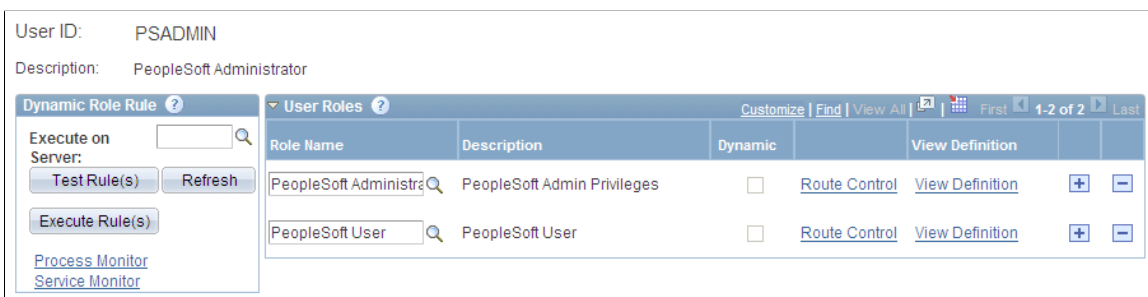 User ID: PSADMIN
Description: PeopleSoft Administrator
Dynamic Role Rule ?
Execute on Server:
Test Rule(s) Refresh
Execute Rule(s)
Process Monitor
Service Monitor
User Roles ?
Customize | Find | View All | | First 1-2 of 2 Last
Role Name Description Dynamic View Definition
PeopleSoft Administra PeopleSoft Admin Privileges Route Control View Definition + -
PeopleSoft User PeopleSoft User Route Control View Definition + -